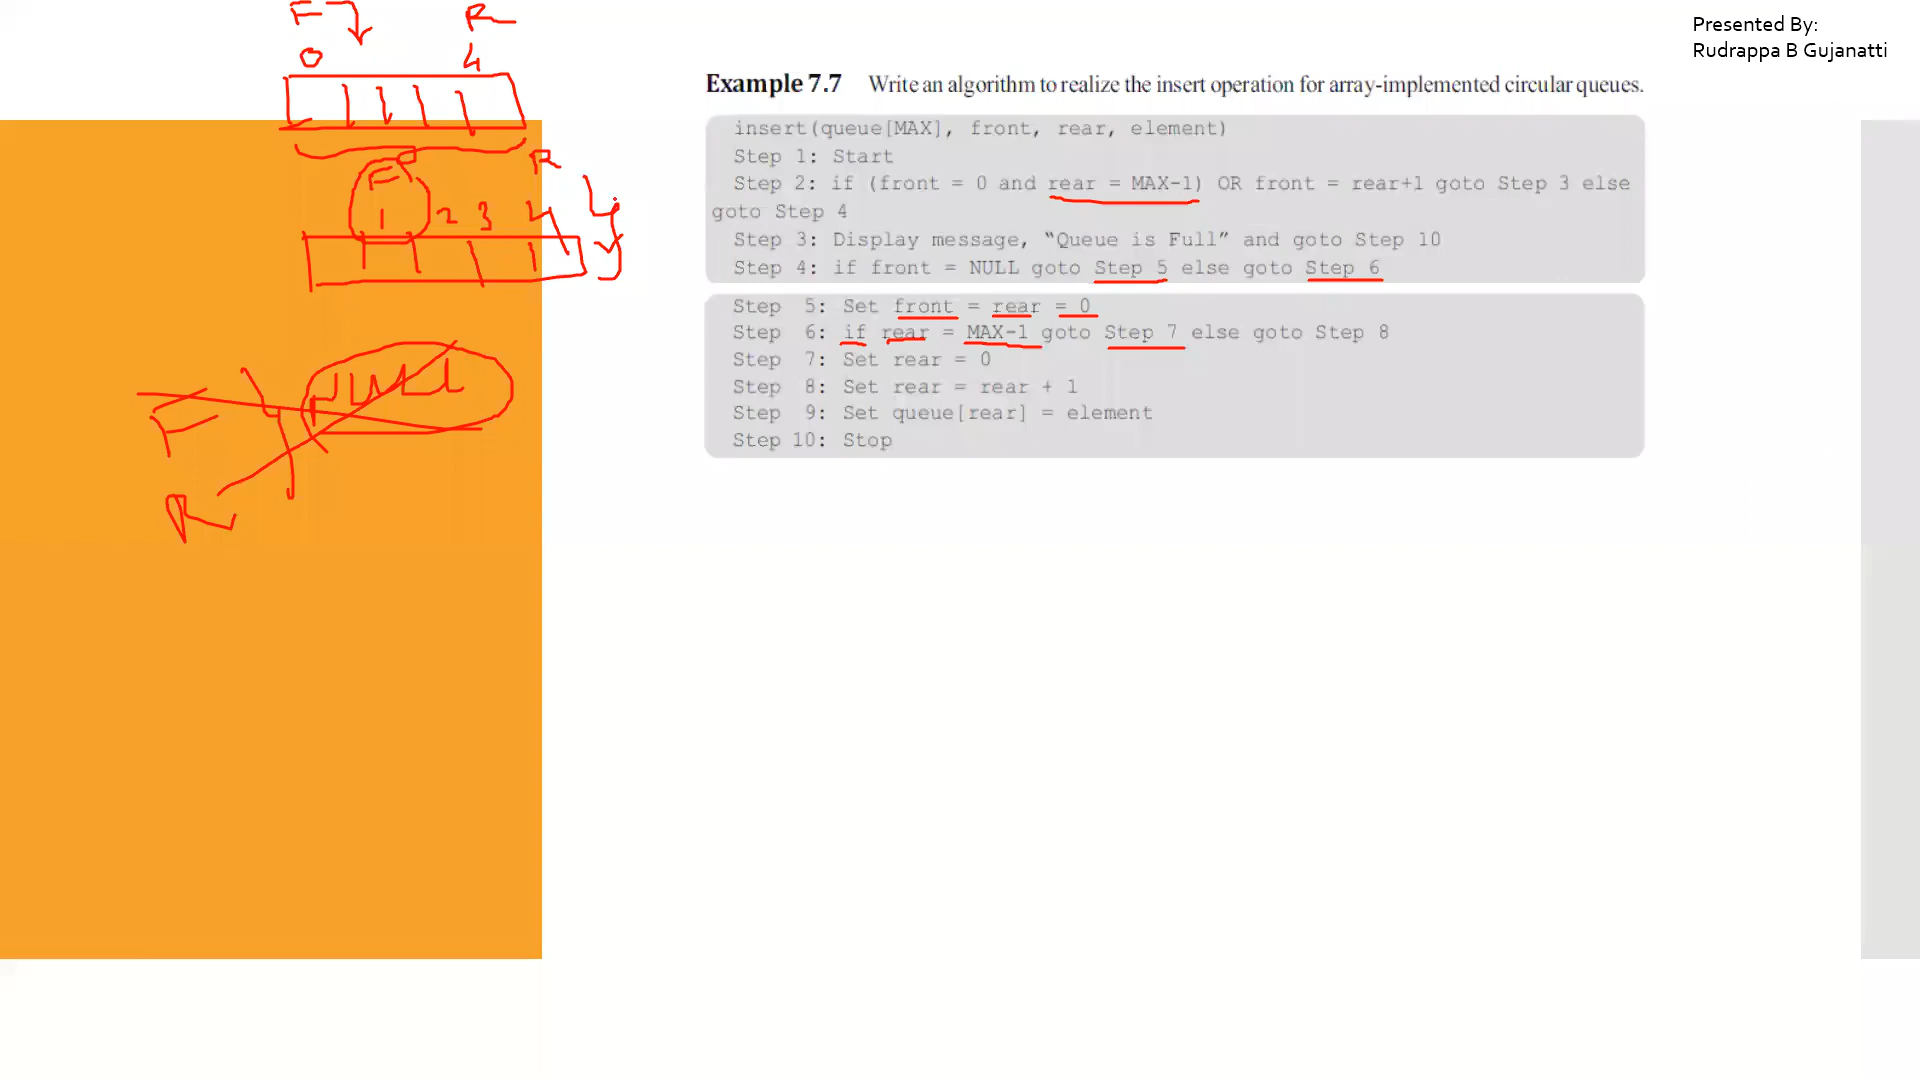 Presented By:
Rudrappa B Gujanatti
F R
0 4
F R
1 2 3 4
NULL
F
R
Example 7.7 Write an algorithm to realize the insert operation for array-implemented circular queues.
insert(queue[MAX], front, rear, element)
Step 1: Start
Step 2: if (front = 0 and rear = MAX-1) OR front = rear+1 goto Step 3 else
goto Step 4
Step 3: Display message, “Queue is Full” and goto Step 10
Step 4: if front = NULL goto Step 5 else goto Step 6
Step 5: Set front = rear = 0
Step 6: if rear = MAX-1 goto Step 7 else goto Step 8
Step 7: Set rear = 0
Step 8: Set rear = rear + 1
Step 9: Set queue[rear] = element
Step 10: Stop